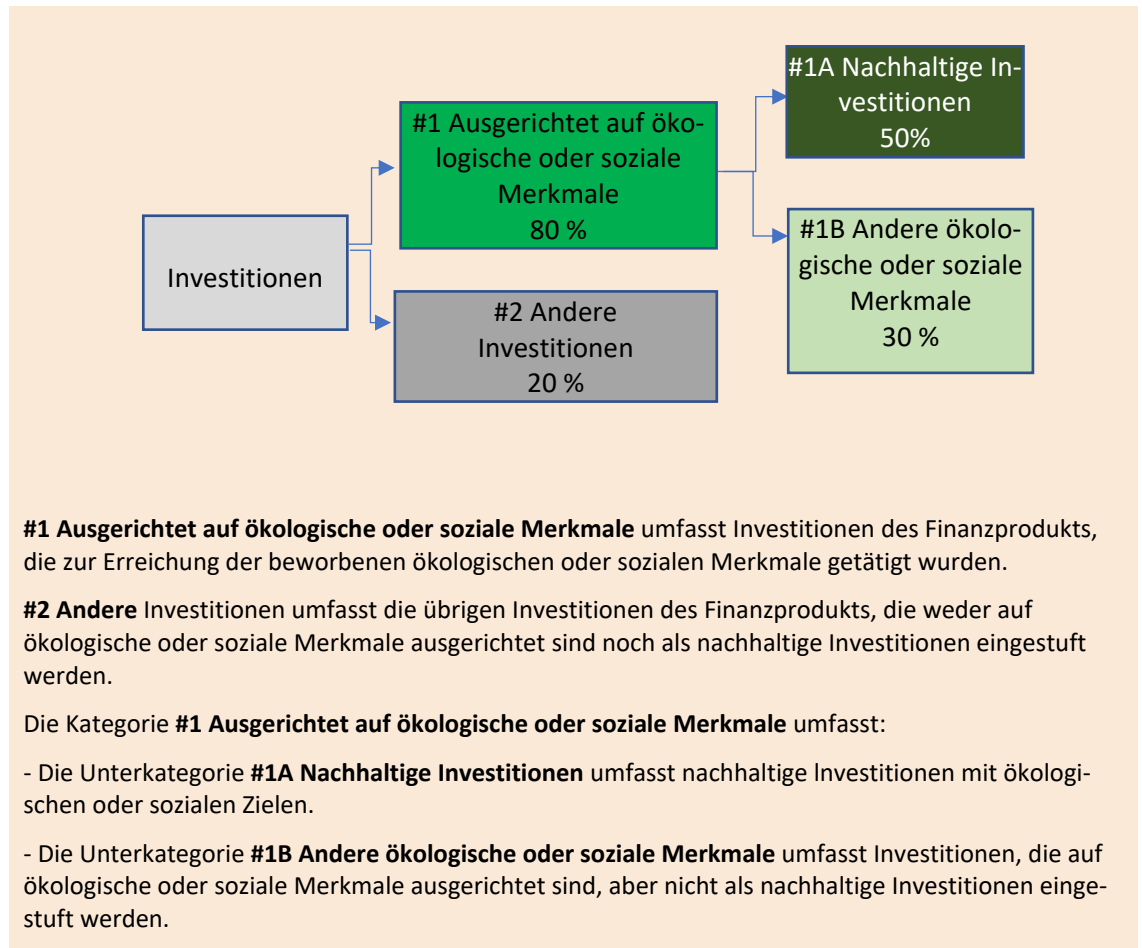 #1A Nachhaltige In-
vestitionen
50%
#1 Ausgerichtet auf öko-
logische oder soziale
Merkmale
80 %
#1B Andere ökolo-
gische oder soziale
Merkmale
30 %
Investitionen
#2 Andere
Investitionen
20 %
#1 Ausgerichtet auf ökologische oder soziale Merkmale umfasst Investitionen des Finanzprodukts,
die zur Erreichung der beworbenen ökologischen oder sozialen Merkmale getätigt wurden.
#2 Andere Investitionen umfasst die übrigen Investitionen des Finanzprodukts, die weder auf
ökologische oder soziale Merkmale ausgerichtet sind noch als nachhaltige Investitionen eingestuft
werden.
Die Kategorie #1 Ausgerichtet auf ökologische oder soziale Merkmale umfasst:
- Die Unterkategorie #1A Nachhaltige Investitionen umfasst nachhaltige lnvestitionen mit ökologi-
schen oder sozialen Zielen.
- Die Unterkategorie #1B Andere ökologische oder soziale Merkmale umfasst Investitionen, die auf
ökologische oder soziale Merkmale ausgerichtet sind, aber nicht als nachhaltige Investitionen einge-
stuft werden.